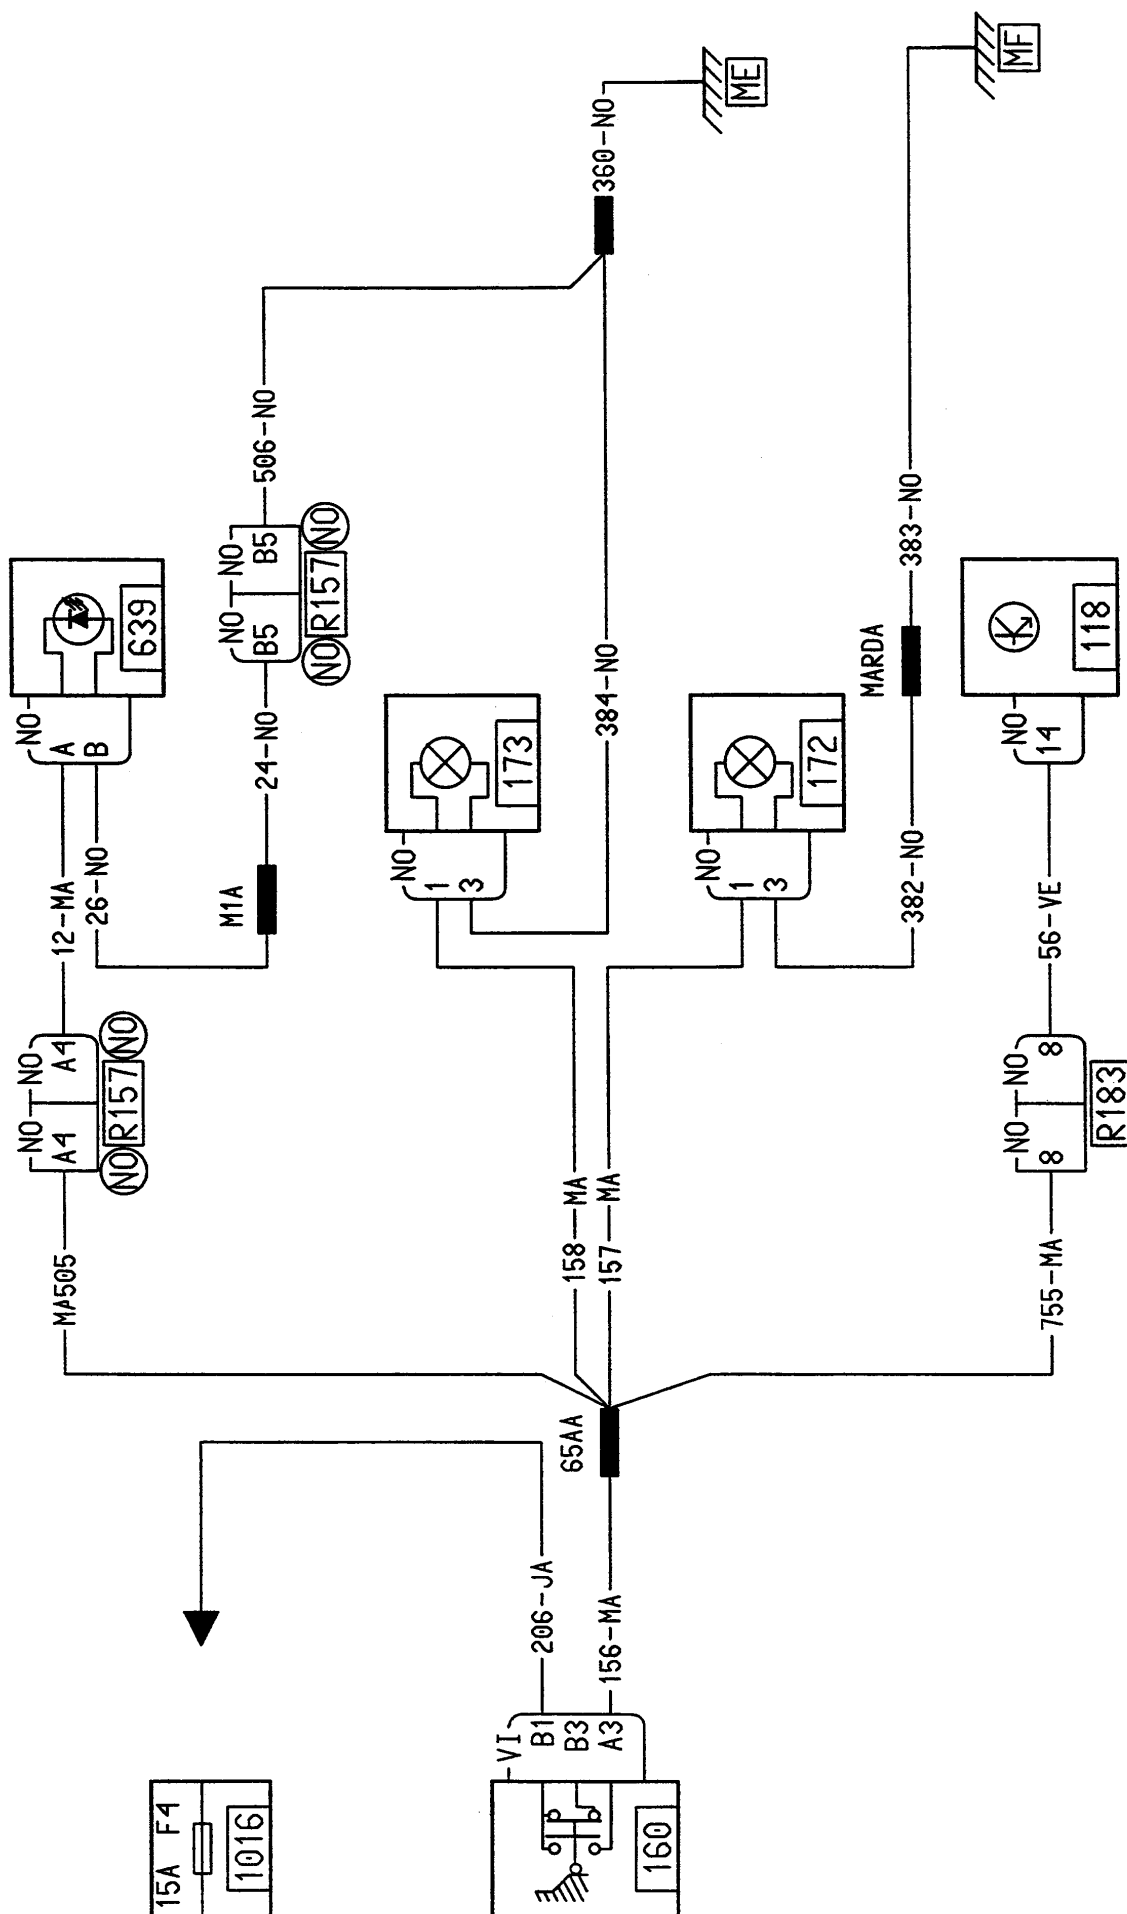 15A F4
1016
160
VI
B1
B3
A3
206-JA
156-MA
65AA
MA505
158-MA
157-MA
755-MA
NO
NO
A4
A4
NO
R157
NO
12-MA
26-NO
NO
A
B
639
M1A
24-NO
NO
NO
B5
B5
NO
R157
NO
506-NO
NO
1
3
173
384-NO
360-NO
ME
NO
1
3
172
382-NO
MARDA
383-NO
MF
NO
NO
8
8
R183
56-VE
NO
14
118
K